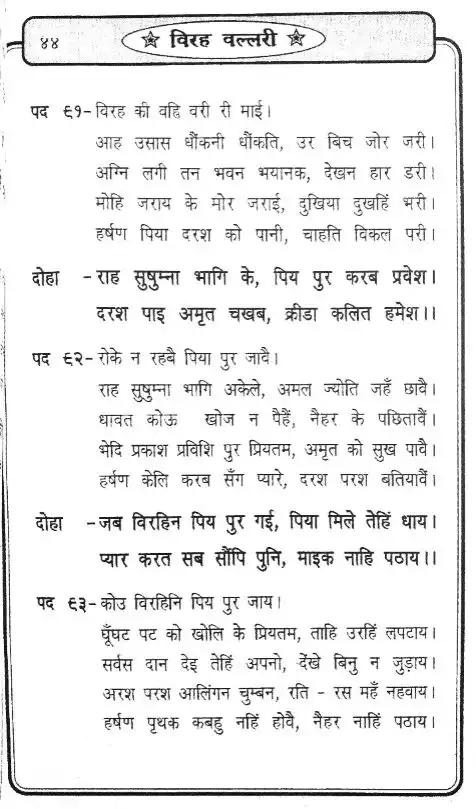 ४४
★ विरह वल्लरी ★
पद ६१- विरह की वह्नि वरी री माई।
आह उसास धौंकनी धौंकति, उर बिच जोर जरी।
अग्नि लगी तन भवन भयानक, देखन हार डरी।
मोहि जराय के मोर जराई, दुखिया दुखहिं भरी।
हर्षण पिया दरश को पानी, चाहति विकल परी।
दोहा - राह सुषुम्ना भागि के, पिय पुर करब प्रवेश।
दरश पाइ अमृत चखब, क्रीडा कलित हमेश।।
पद ६२- रोके न रहबै पिया पुर जावै।
राह सुषुम्ना भागि अकेले, अमल ज्योति जहँ छावै।
धावत कोऊ खोज न पैहैं, नैहर के पछितावैं।
भेदि प्रकाश प्रविशि पुर प्रियतम, अमृत को सुख पावै।
हर्षण केलि करब सँग प्यारे, दरश परश बतियावैं।
दोहा - जब विरहिन पिय पुर गई, पिया मिले तेहिं धाय।
प्यार करत सब सौंपि पुनि, माइक नाहि पठाय।।
पद ६३- कोउ विरहिनि पिय पुर जाय।
घूँघट पट को खोलि के प्रियतम, ताहि उरहिं लपटाय।
सर्वस दान देइ तेहिं अपनो, देंखे बिनु न जुड़ाय।
अरश परश आलिंगन चुम्बन, रति - रस महँ नहवाय।
हर्षण पृथक कबहु नहिं होवै, नैहर नाहिं पठाय।